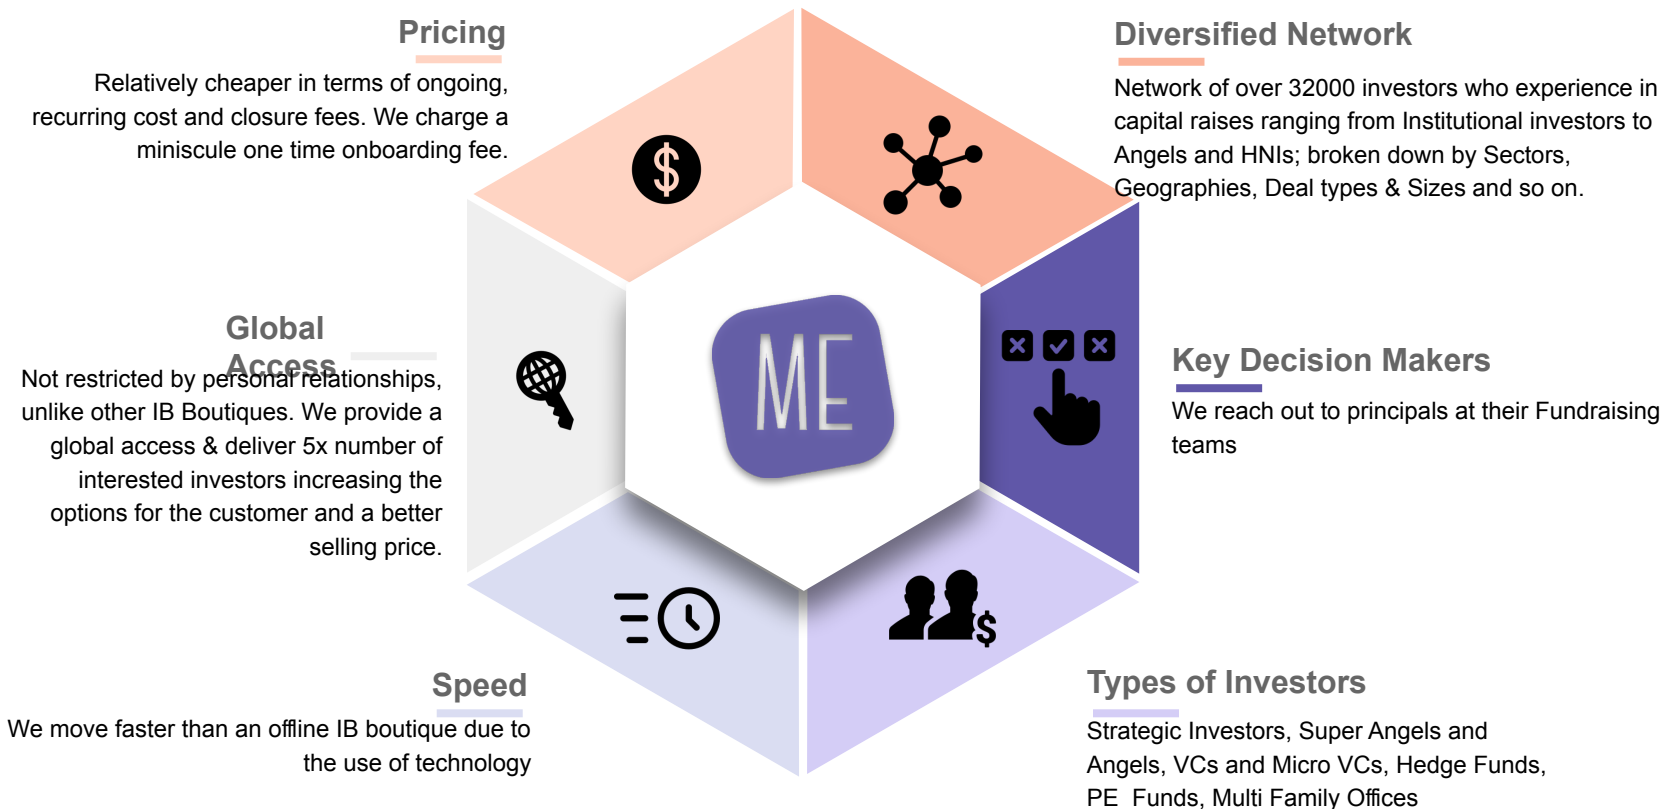 Pricing
Relatively cheaper in terms of ongoing,
recurring cost and closure fees. We charge a
miniscule one time onboarding fee.
Diversified Network
Network of over 32000 investors who experience in
capital raises ranging from Institutional investors to
Angels and HNIs; broken down by Sectors,
Geographies, Deal types & Sizes and so on.
Global
Access
Not restricted by personal relationships,
unlike other IB Boutiques. We provide a
global access & deliver 5x number of
interested investors increasing the
options for the customer and a better
selling price.
ME
Key Decision Makers
We reach out to principals at their Fundraising
teams
Speed
We move faster than an offline IB boutique due to
the use of technology
Types of Investors
Strategic Investors, Super Angels and
Angels, VCs and Micro VCs, Hedge Funds,
PE Funds, Multi Family Offices